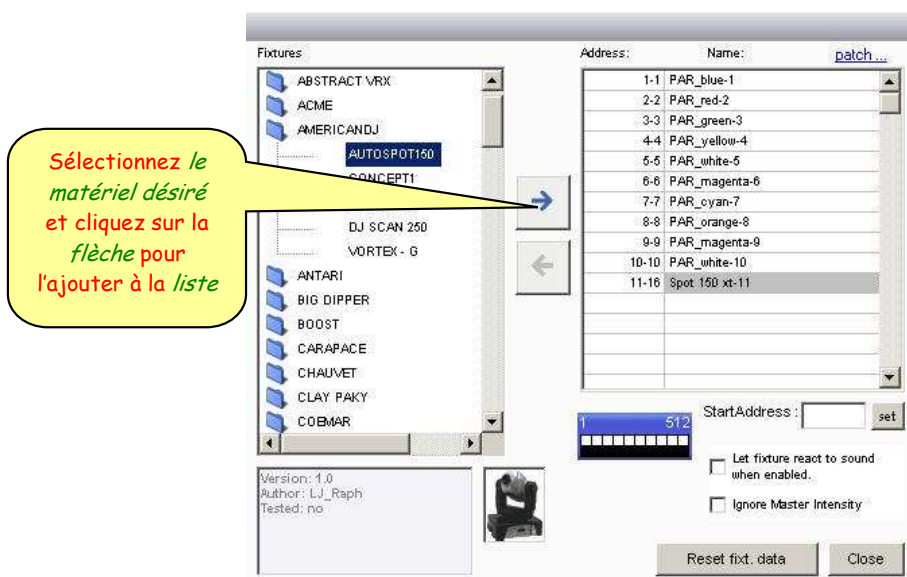 Fixtures
ABSTRACT VRX
ACME
AMERICANDJ
AUTOSPOT150
CONCEPT1
DJ SCAN 250
VORTEX - G
ANTARI
BIG DIPPER
BOOST
CARAPACE
CHAUVET
CLAY PAKY
COEMAR
Sélectionnez le
matériel désiré
et cliquez sur la
flèche pour
l'ajouter à la liste
Address: Name: patch ...
1-1 PAR_blue-1
2-2 PAR_red-2
3-3 PAR_green-3
4-4 PAR_yellow-4
5-5 PAR_white-5
6-6 PAR_magenta-6
7-7 PAR_cyan-7
8-8 PAR_orange-8
9-9 PAR_magenta-9
10-10 PAR_white-10
11-16 Spot 150 xt-11
1 512
StartAddress : set
Let fixture react to sound
when enabled.
Ignore Master Intensity
Version: 1.0
Author: LJ_Raph
Tested: no
Reset fixt. data Close